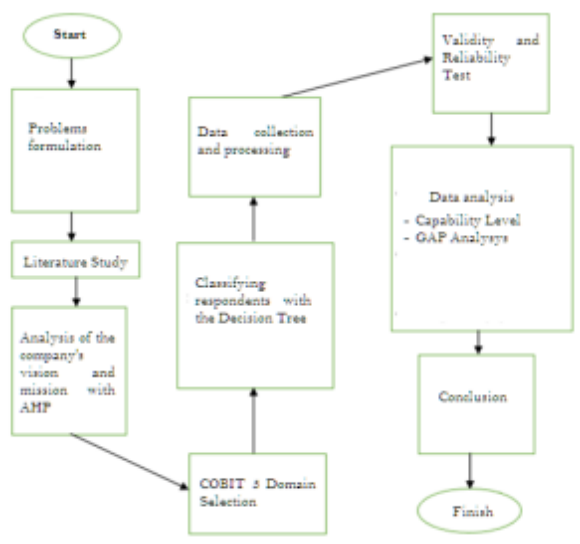 Start
Problems
formulation
Literature Study
Analysis of the
company's
vision and
mission with
AHP
COBIT 5 Domain
Selection
Classifying
respondents with
the Decision Tree
Data collection
and processing
Validity and
Reliability
Test
Data analysis
- Capability Level
- GAP Analysys
Conclusion
Finish